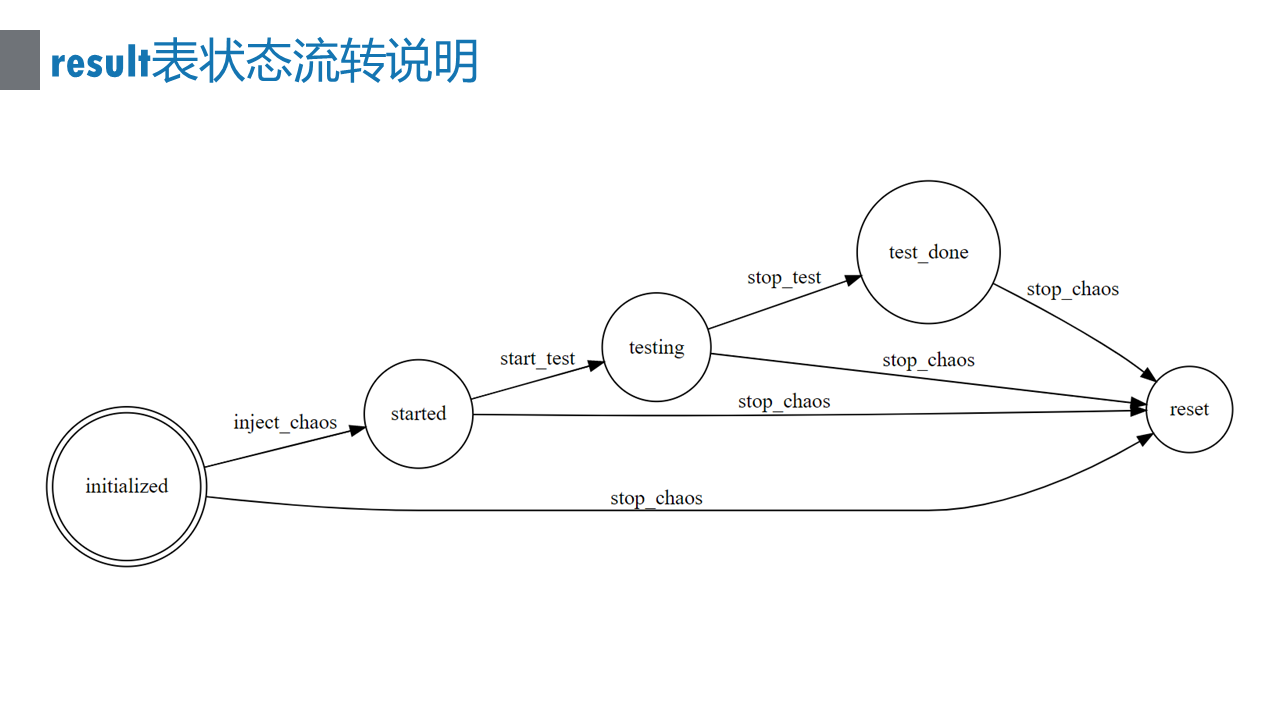 result表状态流转说明
test_done
stop_test
stop_chaos
testing
start_test
stop_chaos
stop_chaos
started
reset
inject_chaos
initialized
stop_chaos